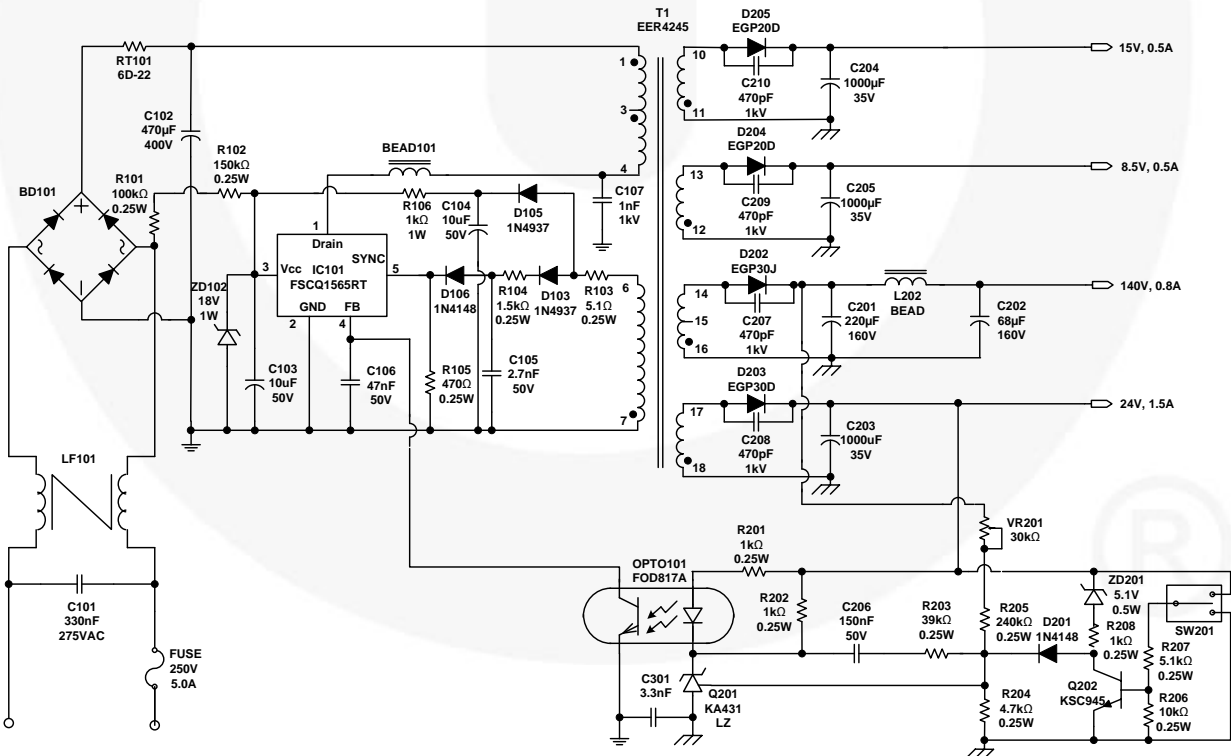 T1
EER4245
RT101
6D-22
C102
470µF
400V
BD101
R101
100kΩ
0.25W
R102
150kΩ
0.25W
BEAD101
R106
1kΩ
1W
C104
10uF
50V
D105
1N4937
C107
1nF
1kV
1
Drain
SYNC
3
Vcc
IC101
FSCQ1565RT
5
GND
FB
2
4
ZD102
18V
1W
C103
10uF
50V
C106
47nF
50V
D106
1N4148
R104
1.5kΩ
0.25W
D103
1N4937
R103
5.1Ω
0.25W
R105
470Ω
0.25W
C105
2.7nF
50V
1
3
4
6
7
10
11
13
12
14
15
16
17
18
D205
EGP20D
C210
470pF
1kV
C204
1000µF
35V
15V, 0.5A
D204
EGP20D
C209
470pF
1kV
C205
1000µF
35V
8.5V, 0.5A
D202
EGP30J
C207
470pF
1kV
C201
220µF
160V
L202
BEAD
C202
68µF
160V
140V, 0.8A
D203
EGP30D
C208
470pF
1kV
C203
1000uF
35V
24V, 1.5A
LF101
C101
330nF
275VAC
FUSE
250V
5.0A
OPTO101
FOD817A
R201
1kΩ
0.25W
R202
1kΩ
0.25W
C206
150nF
50V
R203
39kΩ
0.25W
VR201
30kΩ
R205
240kΩ
0.25W
D201
1N4148
ZD201
5.1V
0.5W
R208
1kΩ
0.25W
SW201
R207
5.1kΩ
0.25W
C301
3.3nF
Q201
KA431
LZ
R204
4.7kΩ
0.25W
Q202
KSC945
R206
10kΩ
0.25W
®